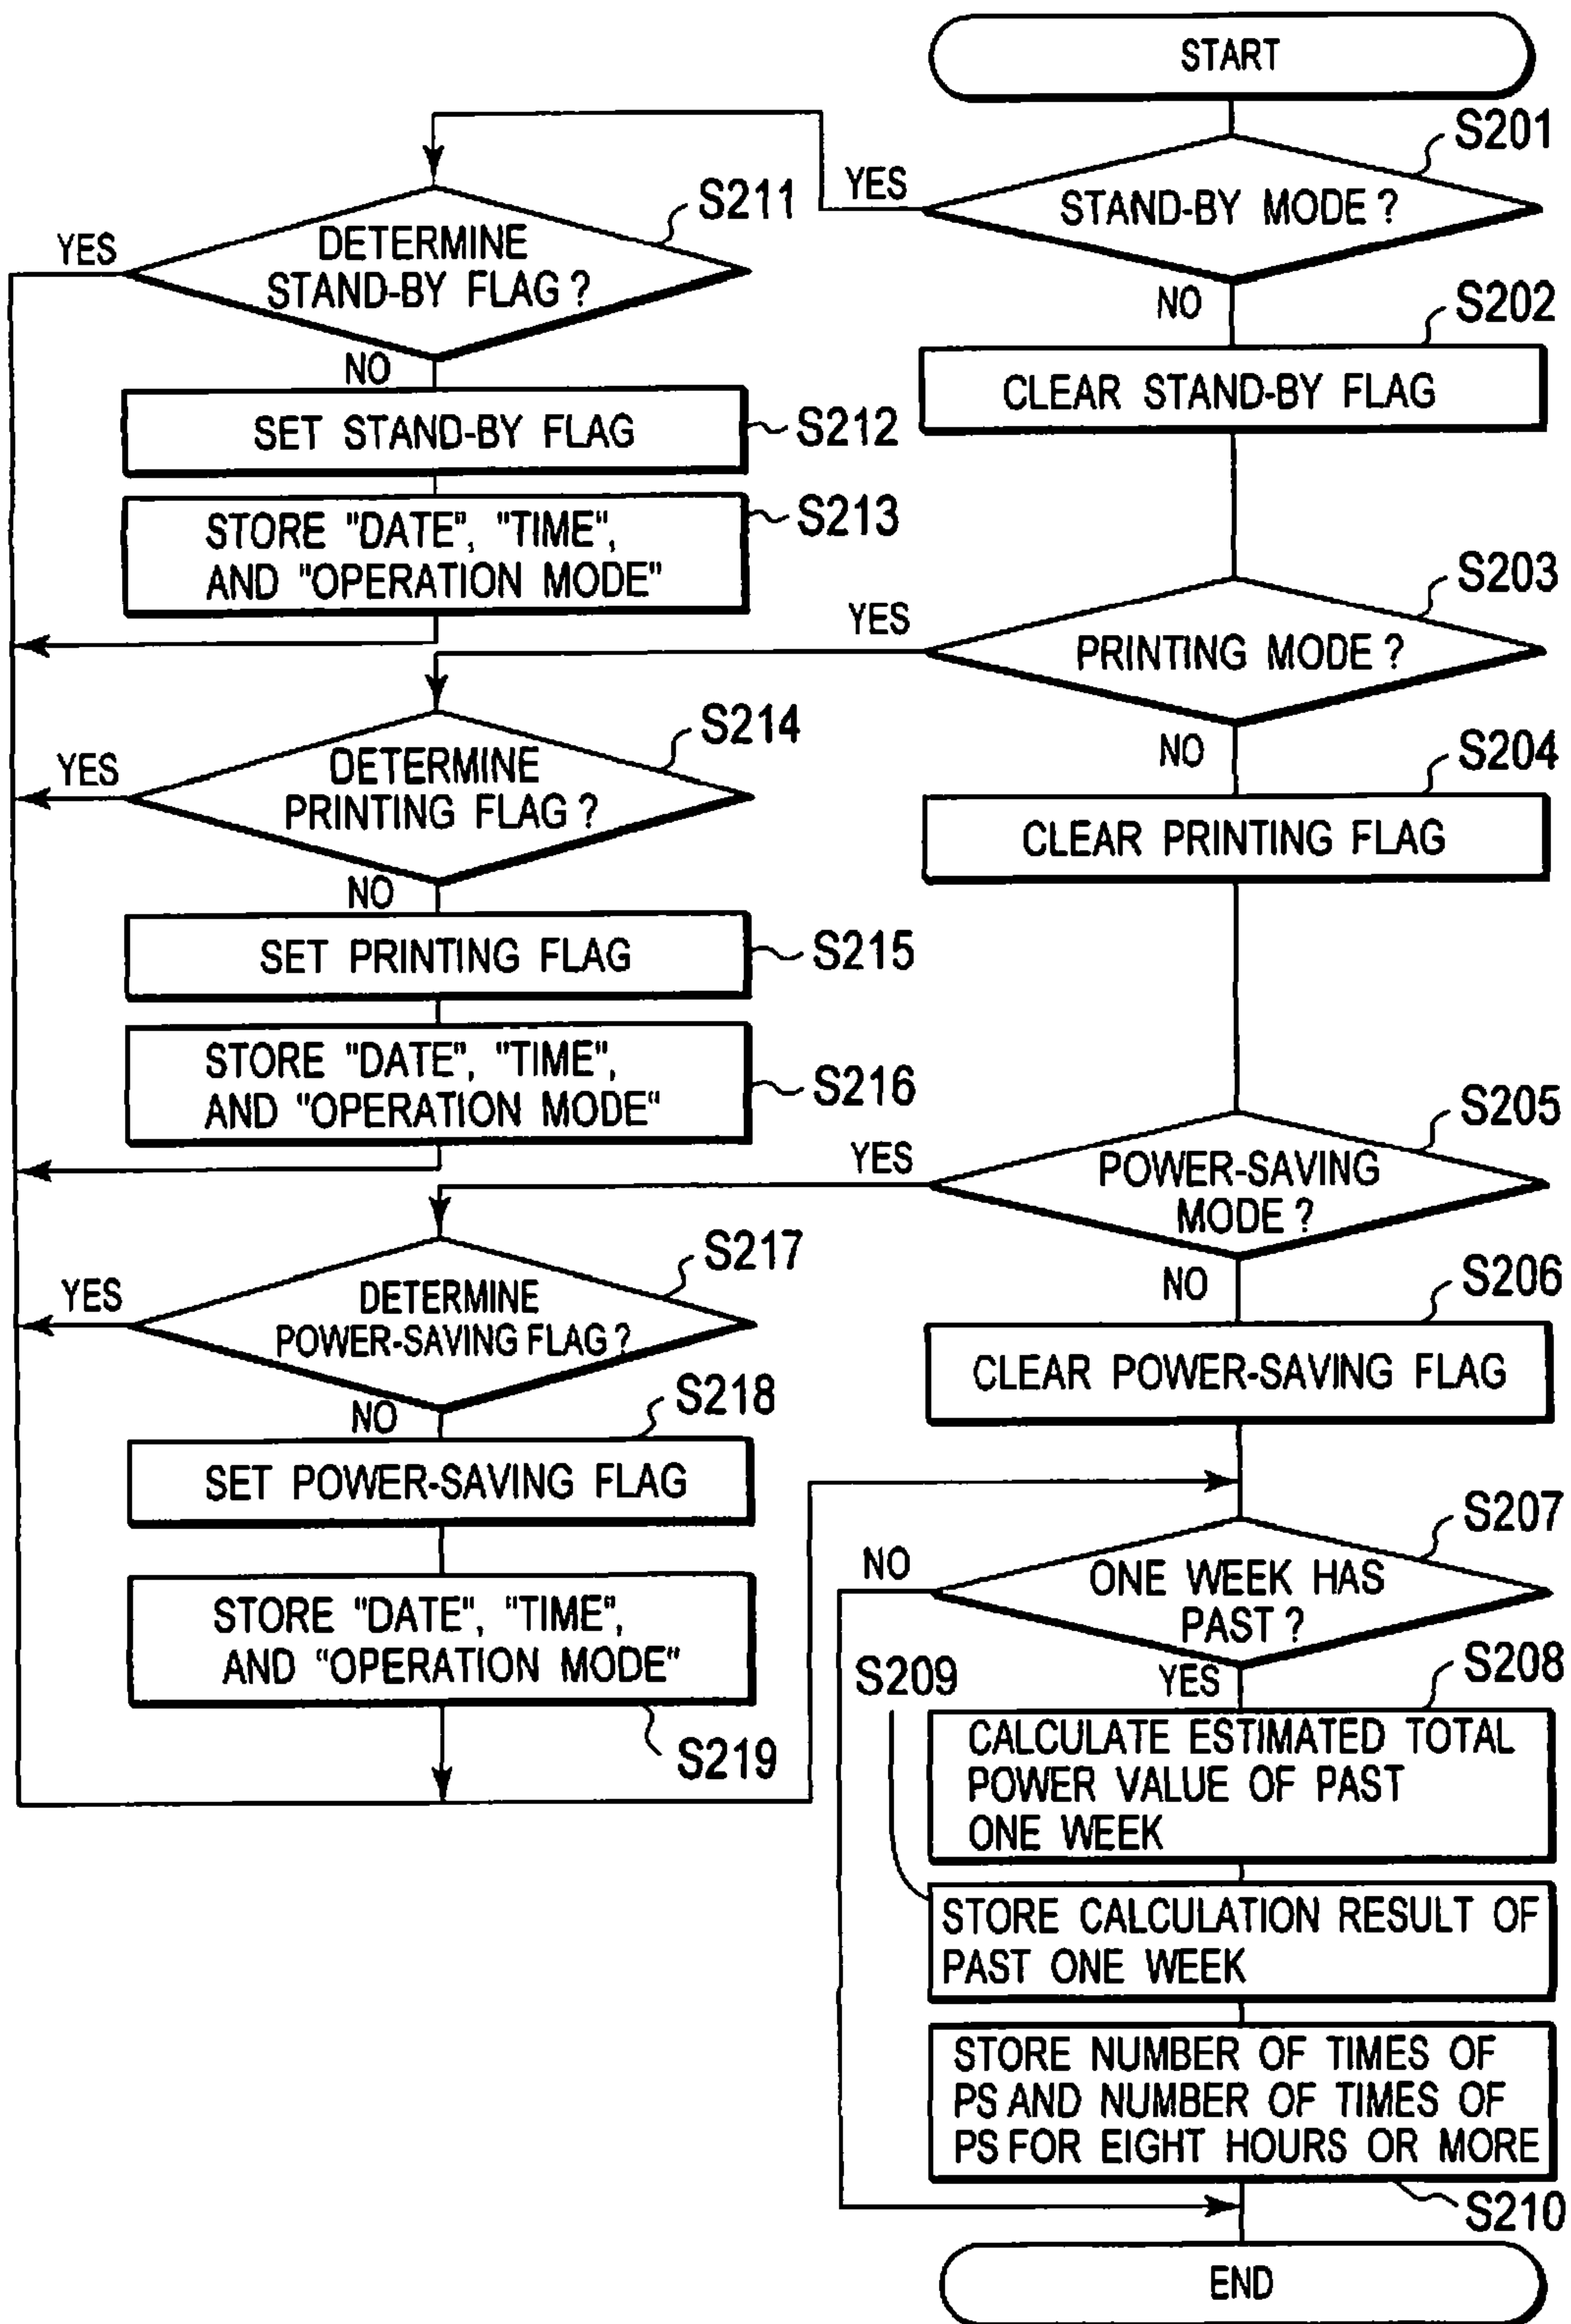 START
S201
STAND-BY MODE ?
YES
NO
S211
DETERMINE
STAND-BY FLAG ?
YES
NO
S202
CLEAR STAND-BY FLAG
SET STAND-BY FLAG
S212
STORE "DATE", "TIME",
AND "OPERATION MODE"
S213
S203
PRINTING MODE ?
YES
NO
S214
DETERMINE
PRINTING FLAG ?
YES
NO
S204
CLEAR PRINTING FLAG
SET PRINTING FLAG
S215
STORE "DATE", "TIME",
AND "OPERATION MODE"
S216
S205
POWER-SAVING
MODE ?
YES
NO
S217
DETERMINE
POWER-SAVING FLAG ?
YES
NO
S206
CLEAR POWER-SAVING FLAG
S218
SET POWER-SAVING FLAG
STORE "DATE", "TIME",
AND "OPERATION MODE"
S219
S207
ONE WEEK HAS
PAST ?
NO
YES
S208
CALCULATE ESTIMATED TOTAL
POWER VALUE OF PAST
ONE WEEK
S209
STORE CALCULATION RESULT OF
PAST ONE WEEK
STORE NUMBER OF TIMES OF
PS AND NUMBER OF TIMES OF
PS FOR EIGHT HOURS OR MORE
S210
END